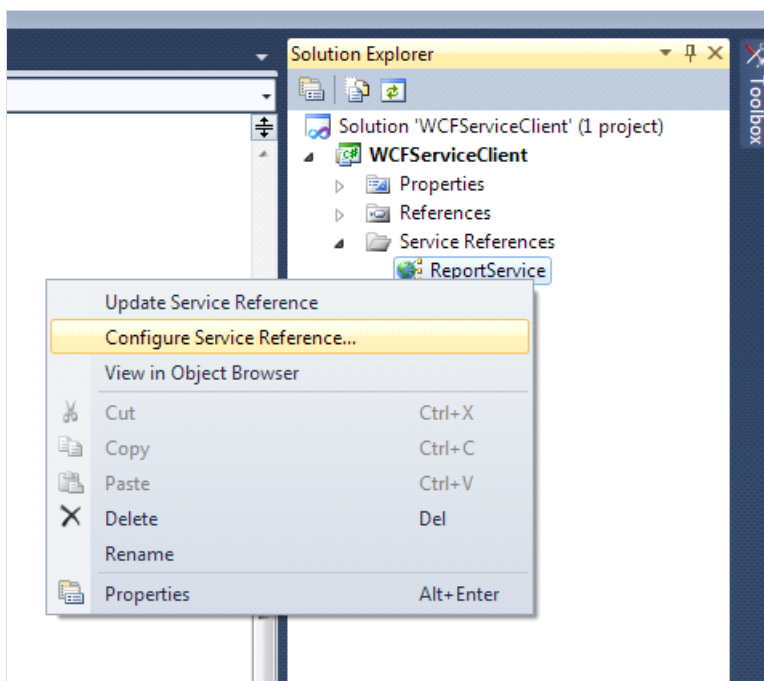 Solution Explorer
Toolbox
Solution 'WCFServiceClient' (1 project)
C#
WCFServiceClient
Properties
References
Service References
ReportService
Update Service Reference
Configure Service Reference...
View in Object Browser
Cut Ctrl+X
Copy Ctrl+C
Paste Ctrl+V
Delete Del
Rename
Properties Alt+Enter